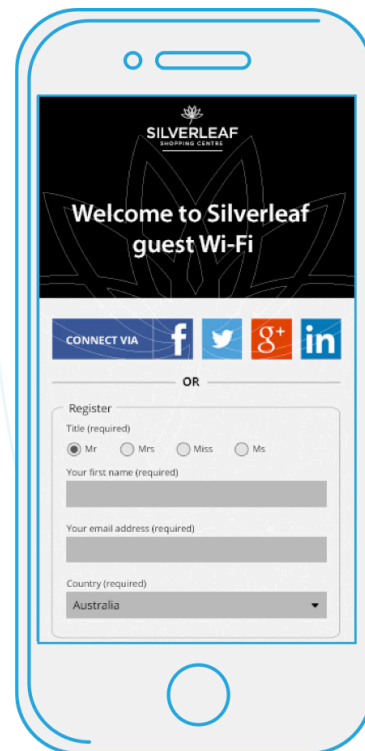 SILVERLEAF
SHOPPING CENTRE
Welcome to Silverleaf
guest Wi-Fi
CONNECT VIA f g+ in
OR
Register
Title (required)
Mr Mrs Miss Ms
Your first name (required)
Your email address (required)
Country (required)
Australia